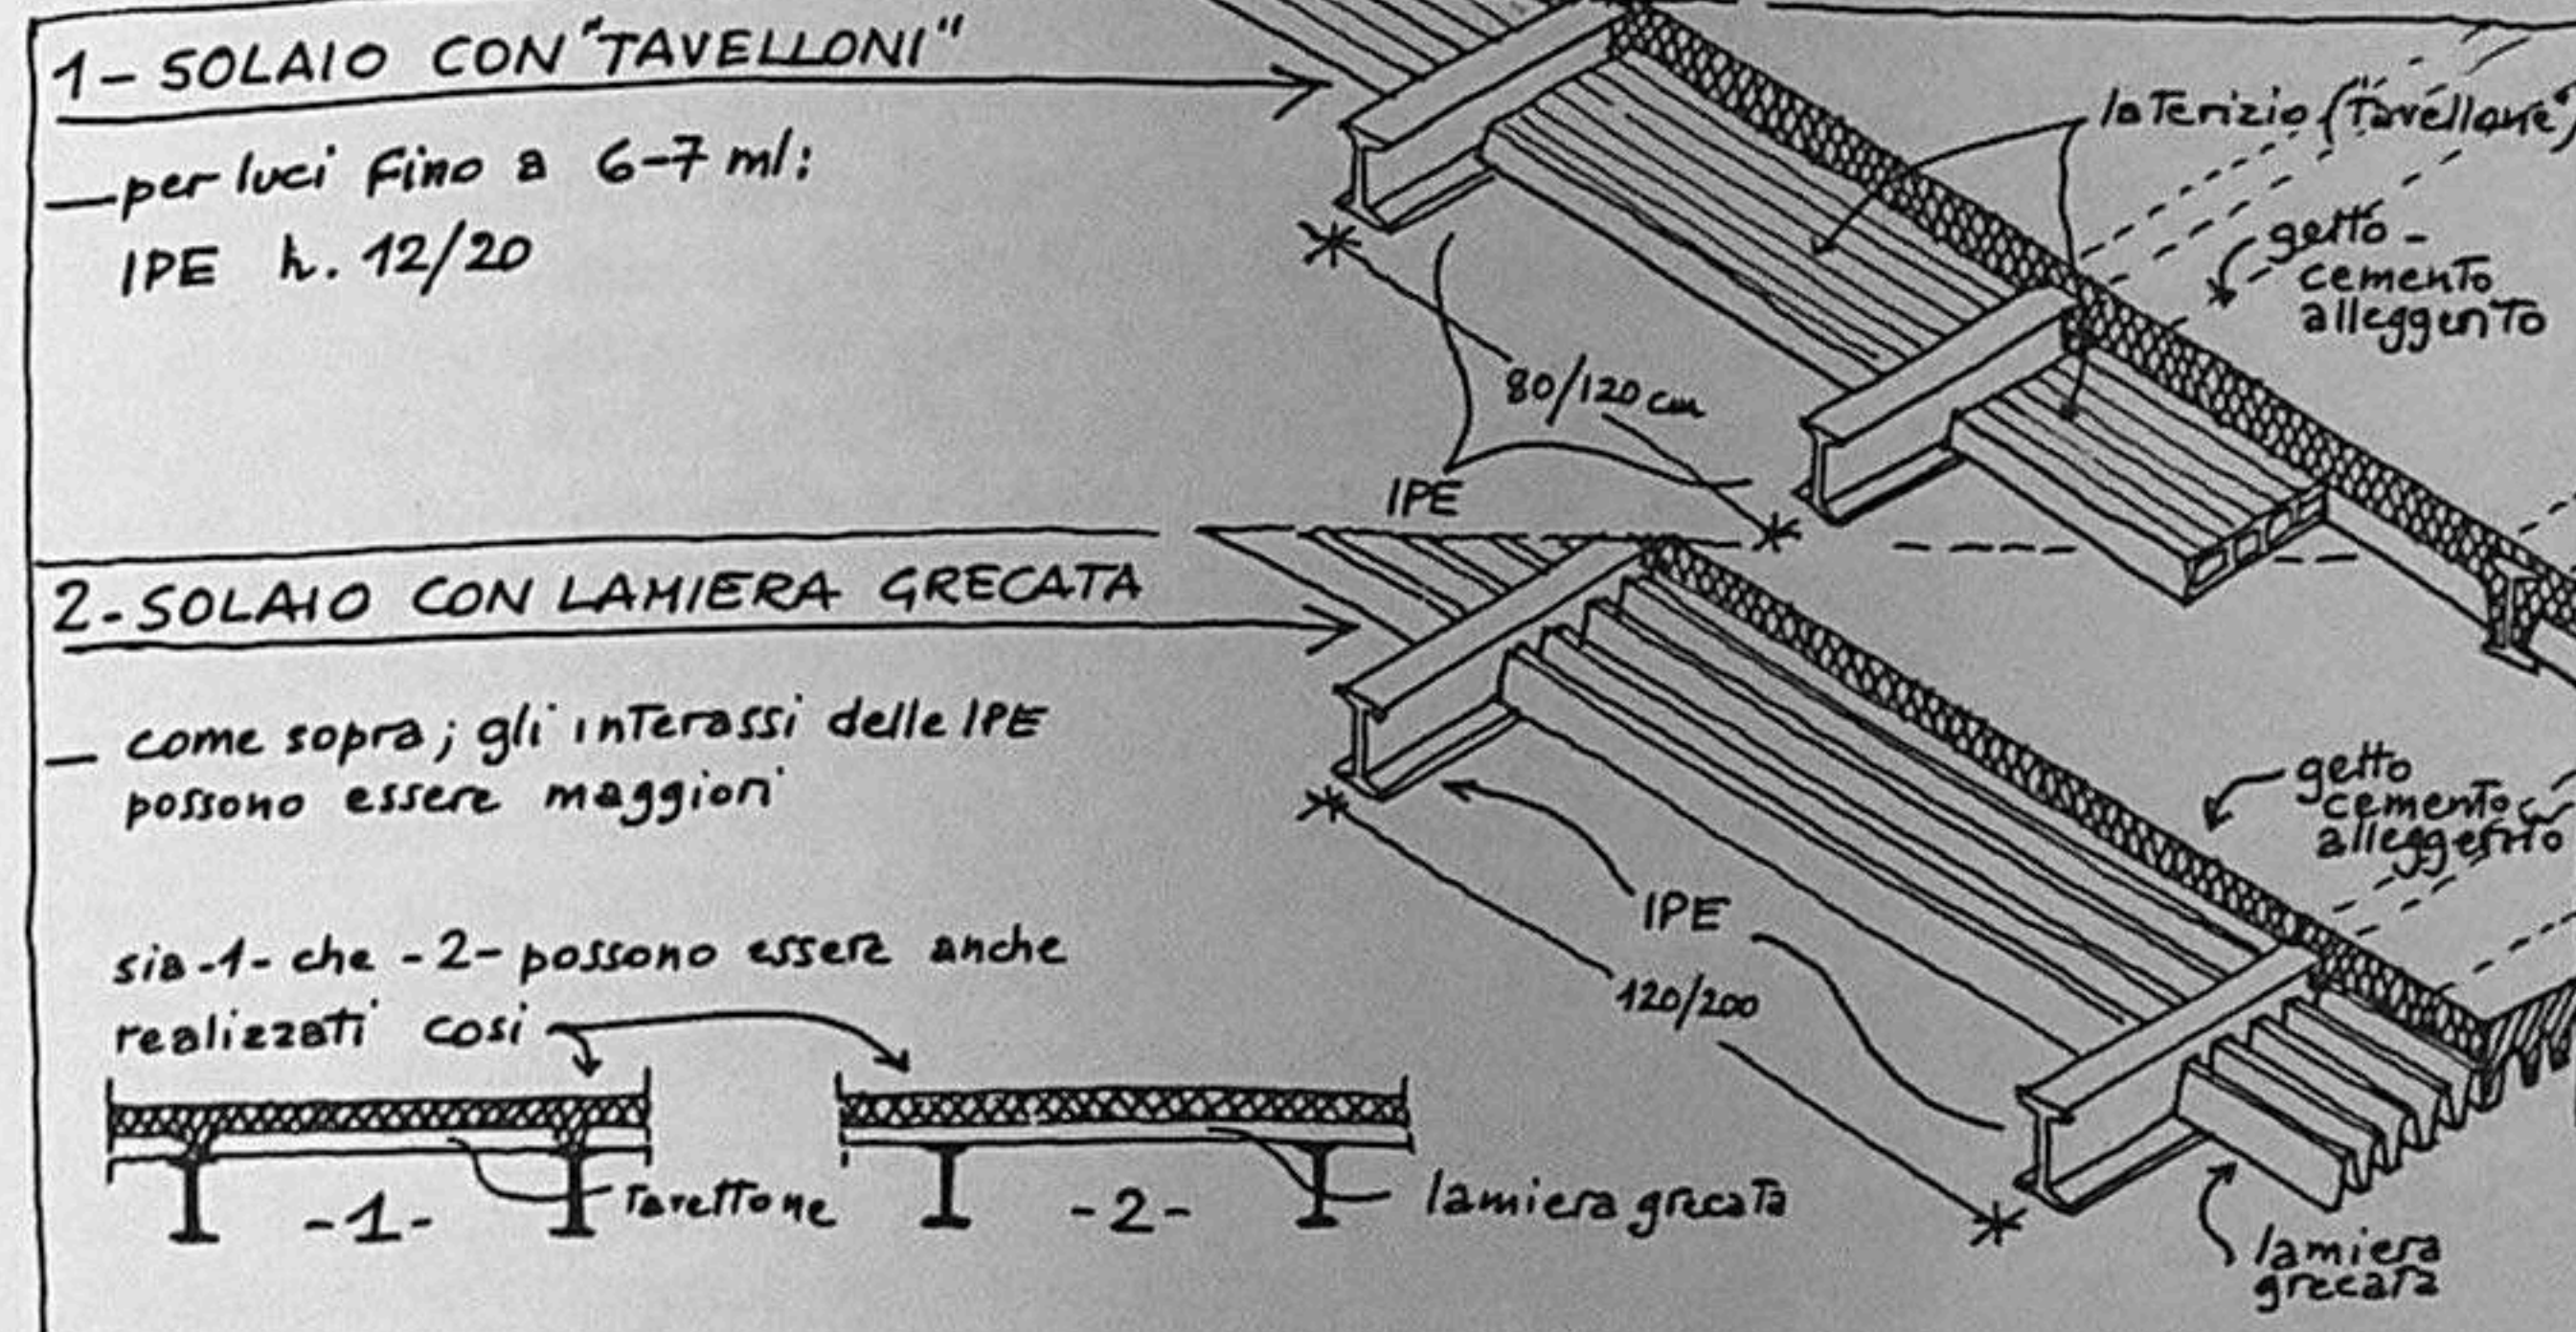 1- SOLAIO CON "TAVELLONI"
— per luci fino a 6-7 ml:
IPE h. 12/20
laterizio ("Tavellone")
getto -
cemento
alleggerito
80/120 cm
IPE
2- SOLAIO CON LAMIERA GRECATA
— come sopra; gli interassi delle IPE
possono essere maggiori
getto
cemento
alleggerito
IPE
120/200
sia -1- che -2- possono essere anche
realizzati cosi
-1-
tavellone
-2-
lamiera grecata
lamiera
grecata